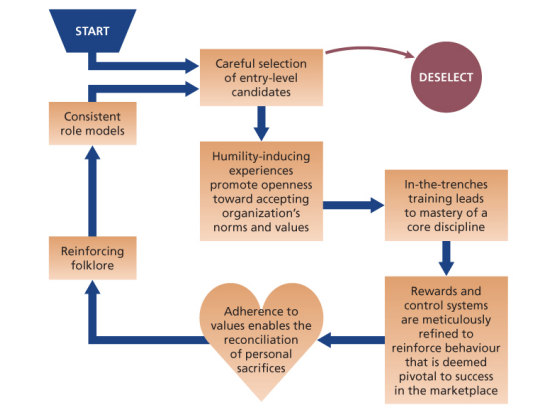 START
Careful selection
of entry-level
candidates
DESELECT
Consistent
role models
Humility-inducing
experiences
promote openness
toward accepting
organization's
norms and values
In-the-trenches
training leads
to mastery of a
core discipline
Reinforcing
folklore
Adherence to
values enables the
reconciliation
of personal
sacrifices
Rewards and
control systems
are meticulously
refined to
reinforce behaviour
that is deemed
pivotal to success
in the marketplace